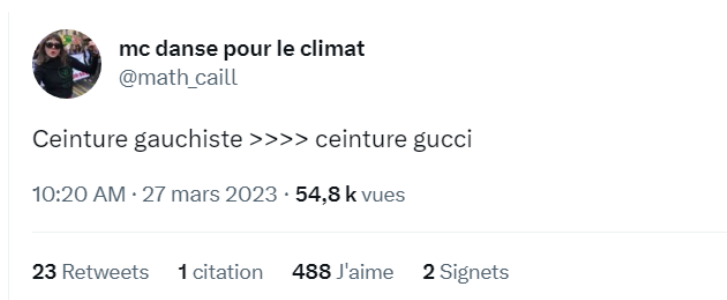 mc danse pour le climat
@math_caill
Ceinture gauchiste >>>> ceinture gucci
10:20 AM · 27 mars 2023 · 54,8 k vues
23 Retweets 1 citation 488 J'aime 2 Signets